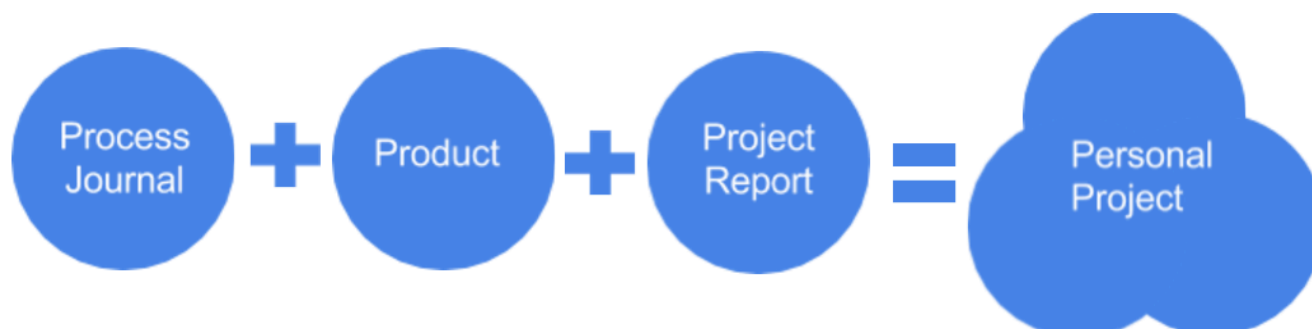 Process
Journal
Product
Project
Report
Personal
Project